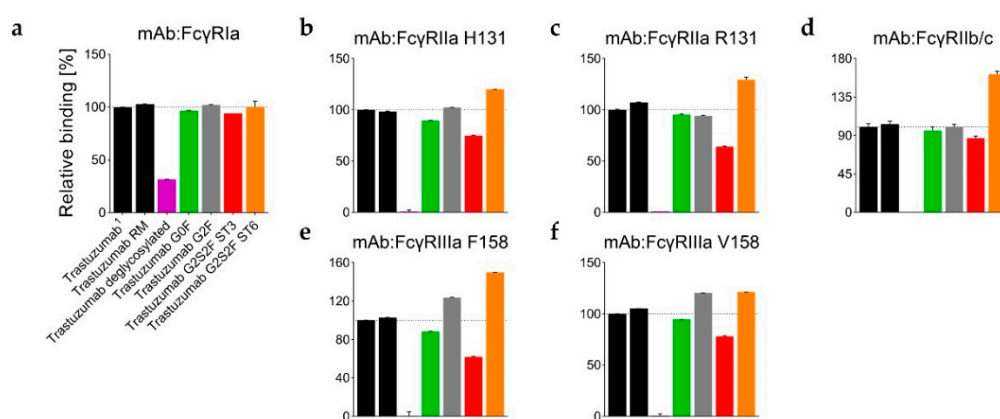 a
mAb:FcγRIa
Relative binding [%]
150
100
50
0
Trastuzumab ¹
Trastuzumab RM
Trastuzumab deglycosylated
Trastuzumab G0F
Trastuzumab G2F
Trastuzumab G2S2F ST3
Trastuzumab G2S2F ST6
b
mAb:FcγRIIa H131
150
100
50
0
c
mAb:FcγRIIa R131
150
100
50
0
d
mAb:FcγRIIb/c
180
135
90
45
0
e
mAb:FcγRIIIa F158
160
120
80
40
0
f
mAb:FcγRIIIa V158
150
100
50
0